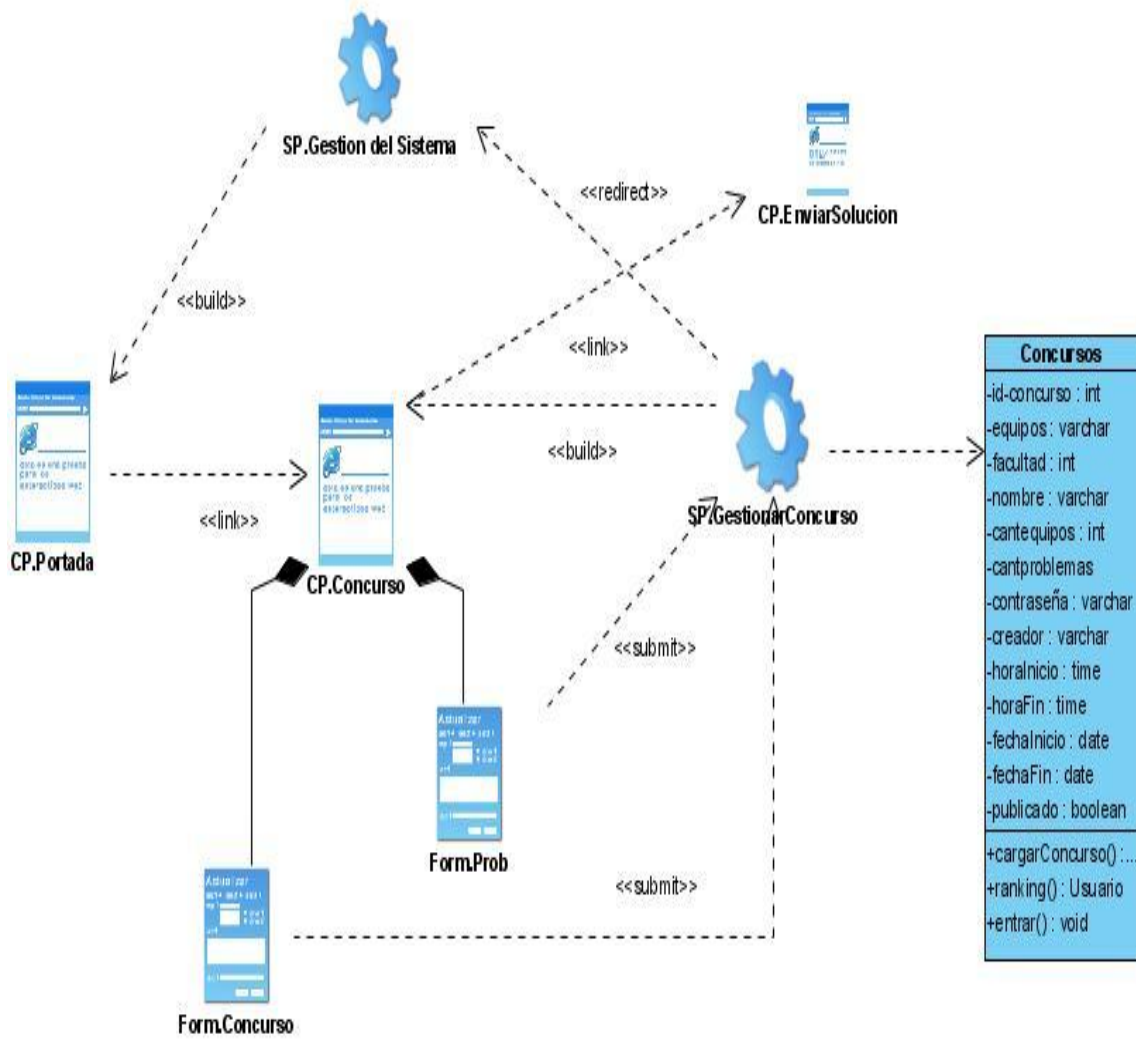 SP.Gestion del Sistema
<<redirect>>
CP.EnviarSolucion
<<build>>
<<link>>
Concursos
-id-concurso : int
-equipos : varchar
-facultad : int
-nombre : varchar
-cantequipos : int
-cantproblemas
-contraseña : varchar
-creador : varchar
-horaInicio : time
-horaFin : time
-fechaInicio : date
-fechaFin : date
-publicado : boolean
+cargarConcurso() :...
+ranking() : Usuario
+entrar() : void
<<build>>
SP.GestionarConcurso
<<link>>
CP.Portada
CP.Concurso
<<submit>>
Actualizar
Form.Prob
<<submit>>
Actualizar
Form.Concurso